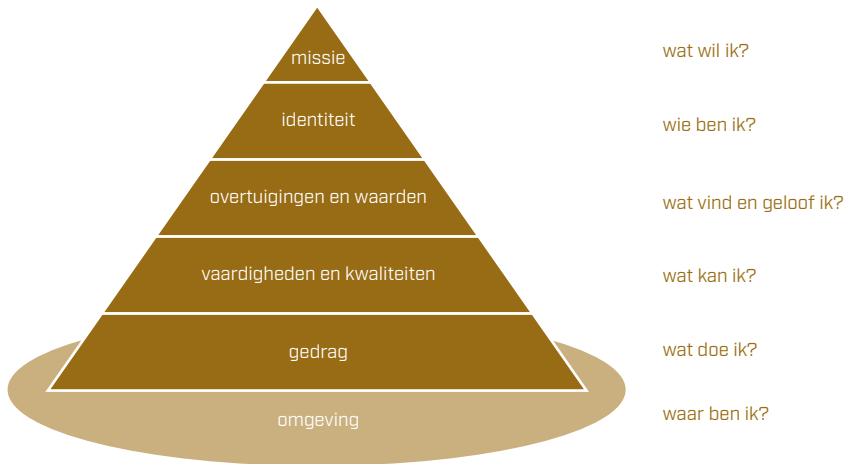 missie
wat wil ik?
identiteit
wie ben ik?
overtuigingen en waarden
wat vind en geloof ik?
vaardigheden en kwaliteiten
wat kan ik?
gedrag
wat doe ik?
omgeving
waar ben ik?